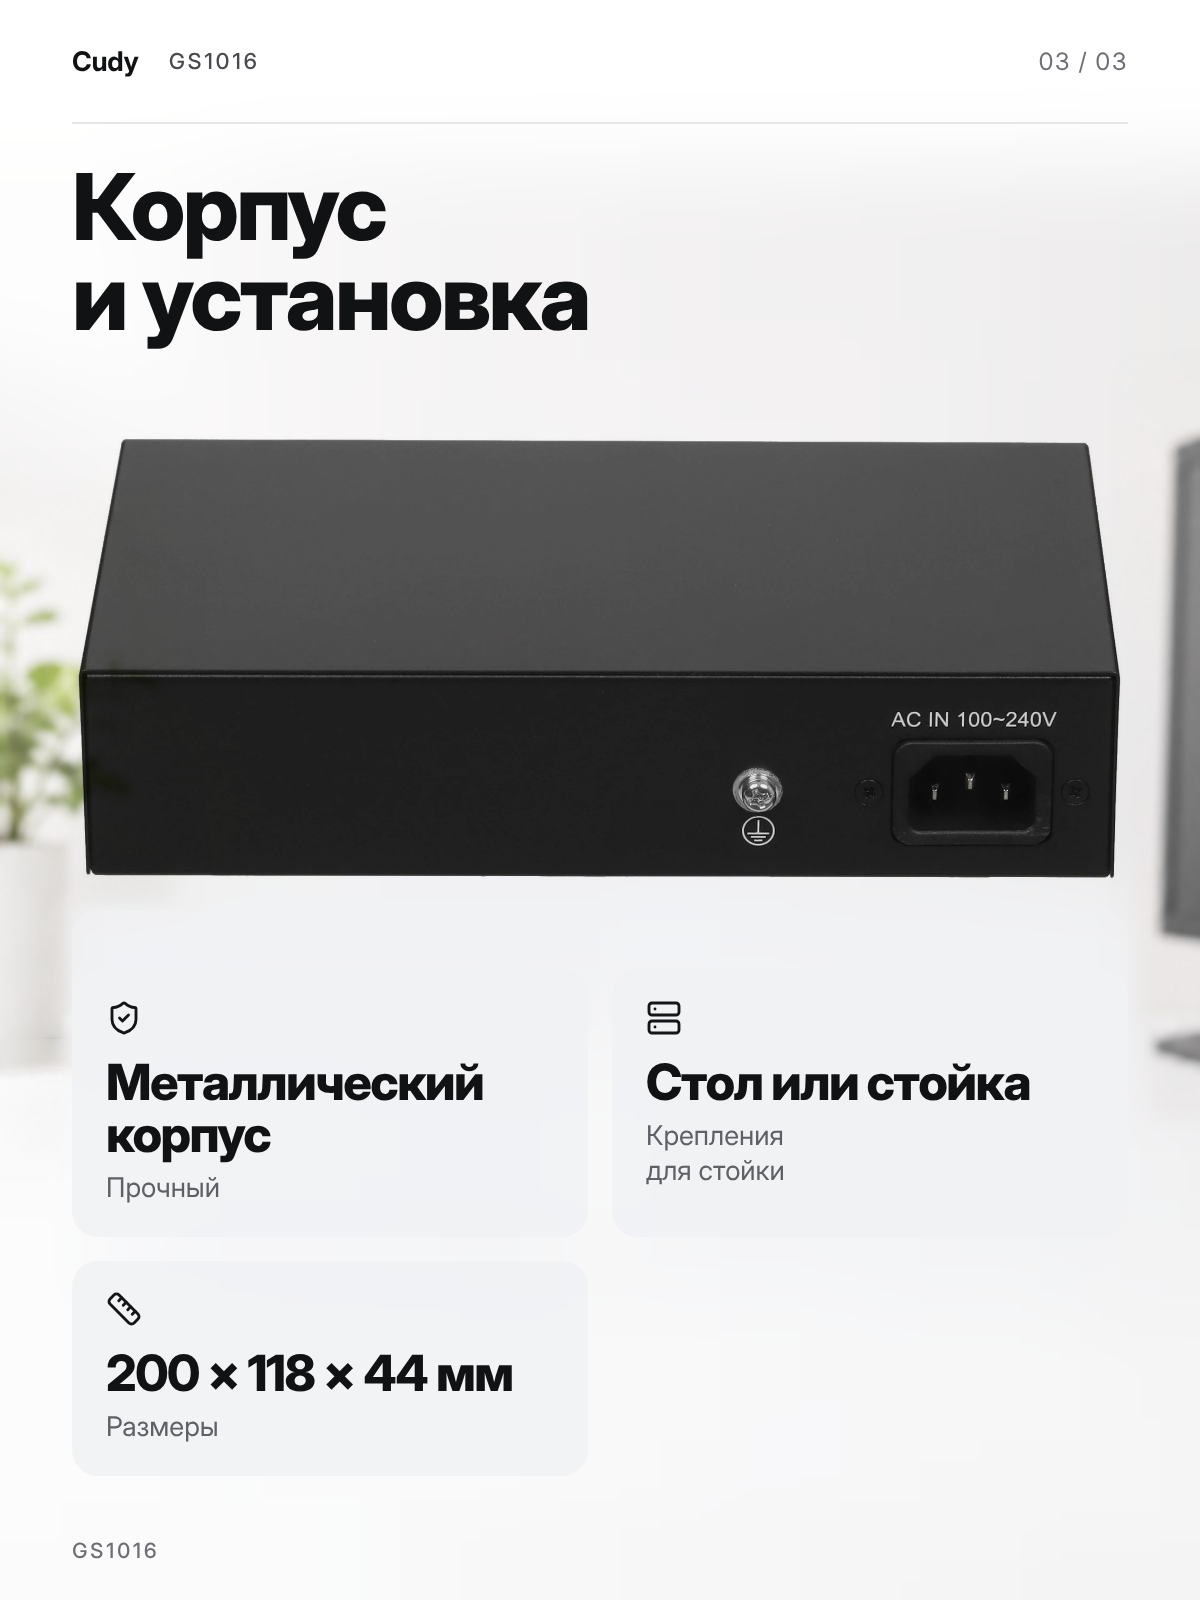 Cudy GS1016 03 / 03
Корпус
и установка
AC IN 100~240V
Металлический
корпус
Прочный
Стол или стойка
Крепления
для стойки
200 × 118 × 44 мм
Размеры
GS1016